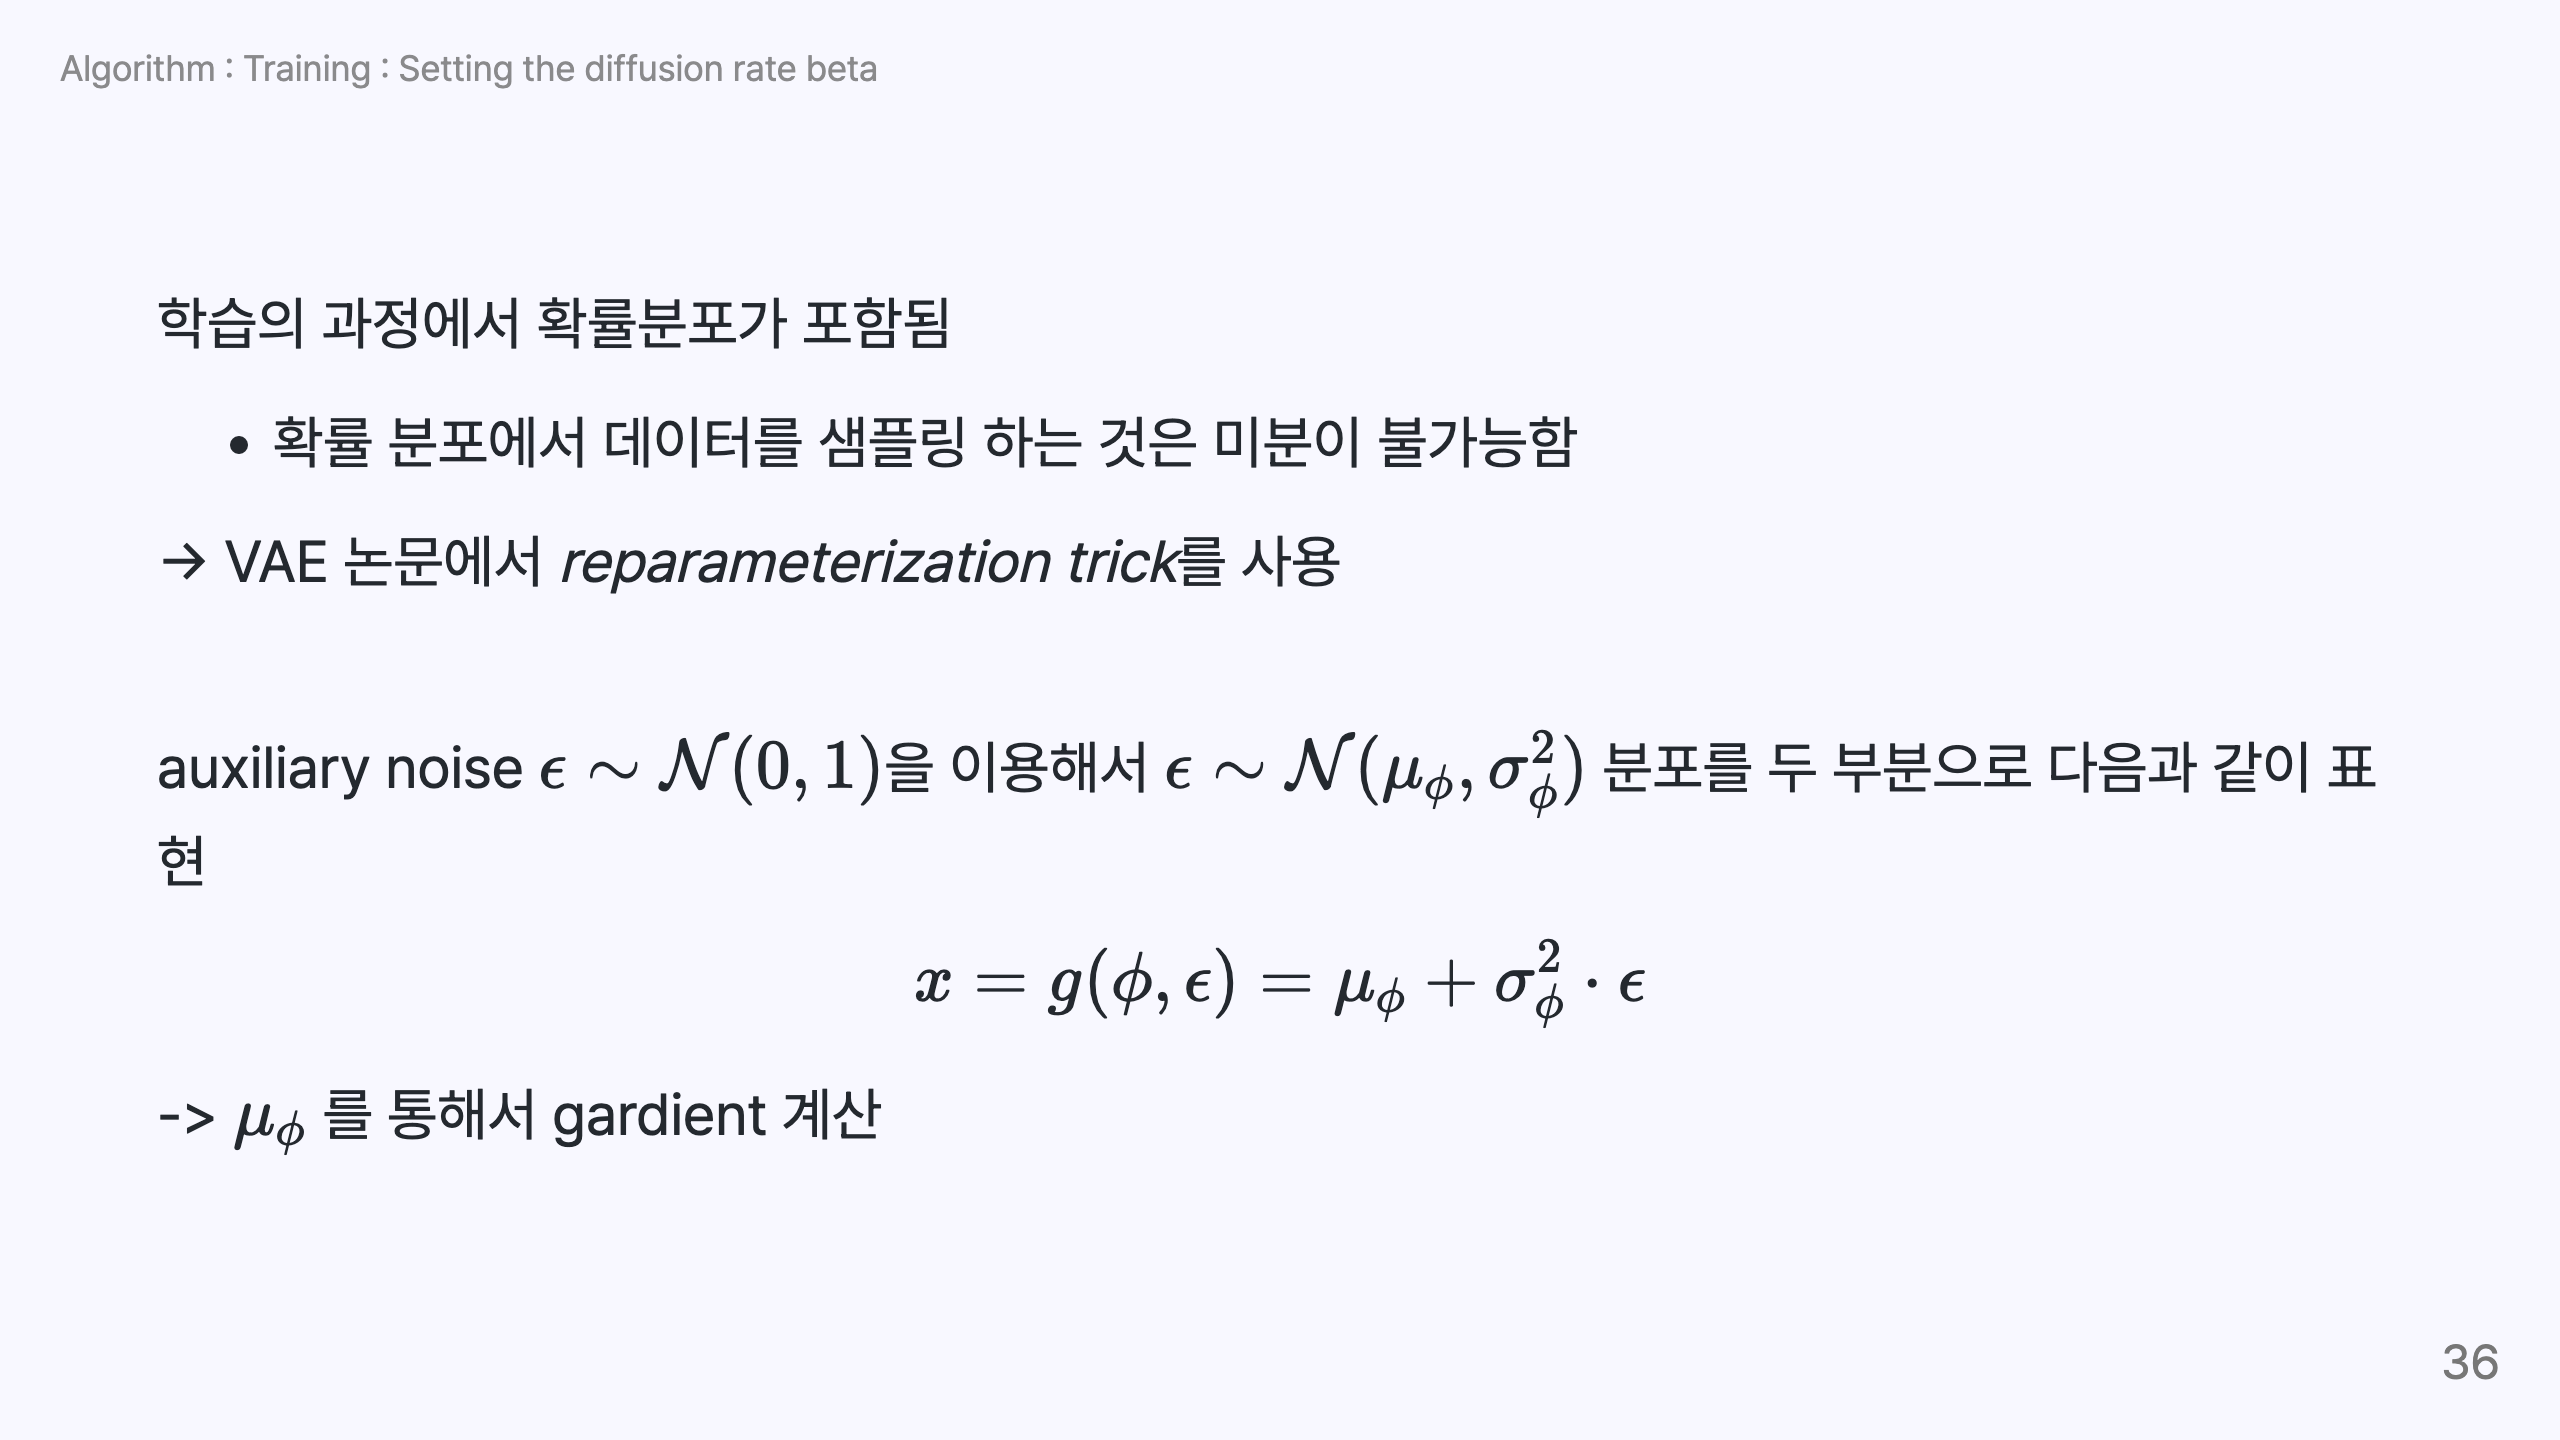 Algorithm : Training : Setting the diffusion rate beta
학습의 과정에서 확률분포가 포함됨
• 확률 분포에서 데이터를 샘플링 하는 것은 미분이 불가능함
→ VAE 논문에서 reparameterization trick를 사용
auxiliary noise ϵ ∼ 𝒩(0, 1)을 이용해서 ϵ ∼ 𝒩(μ_ϕ, σ_ϕ^2) 분포를 두 부분으로 다음과 같이 표
현
x = g(ϕ, ϵ) = μ_ϕ + σ_ϕ^2 · ϵ
-> μ_ϕ 를 통해서 gardient 계산
36